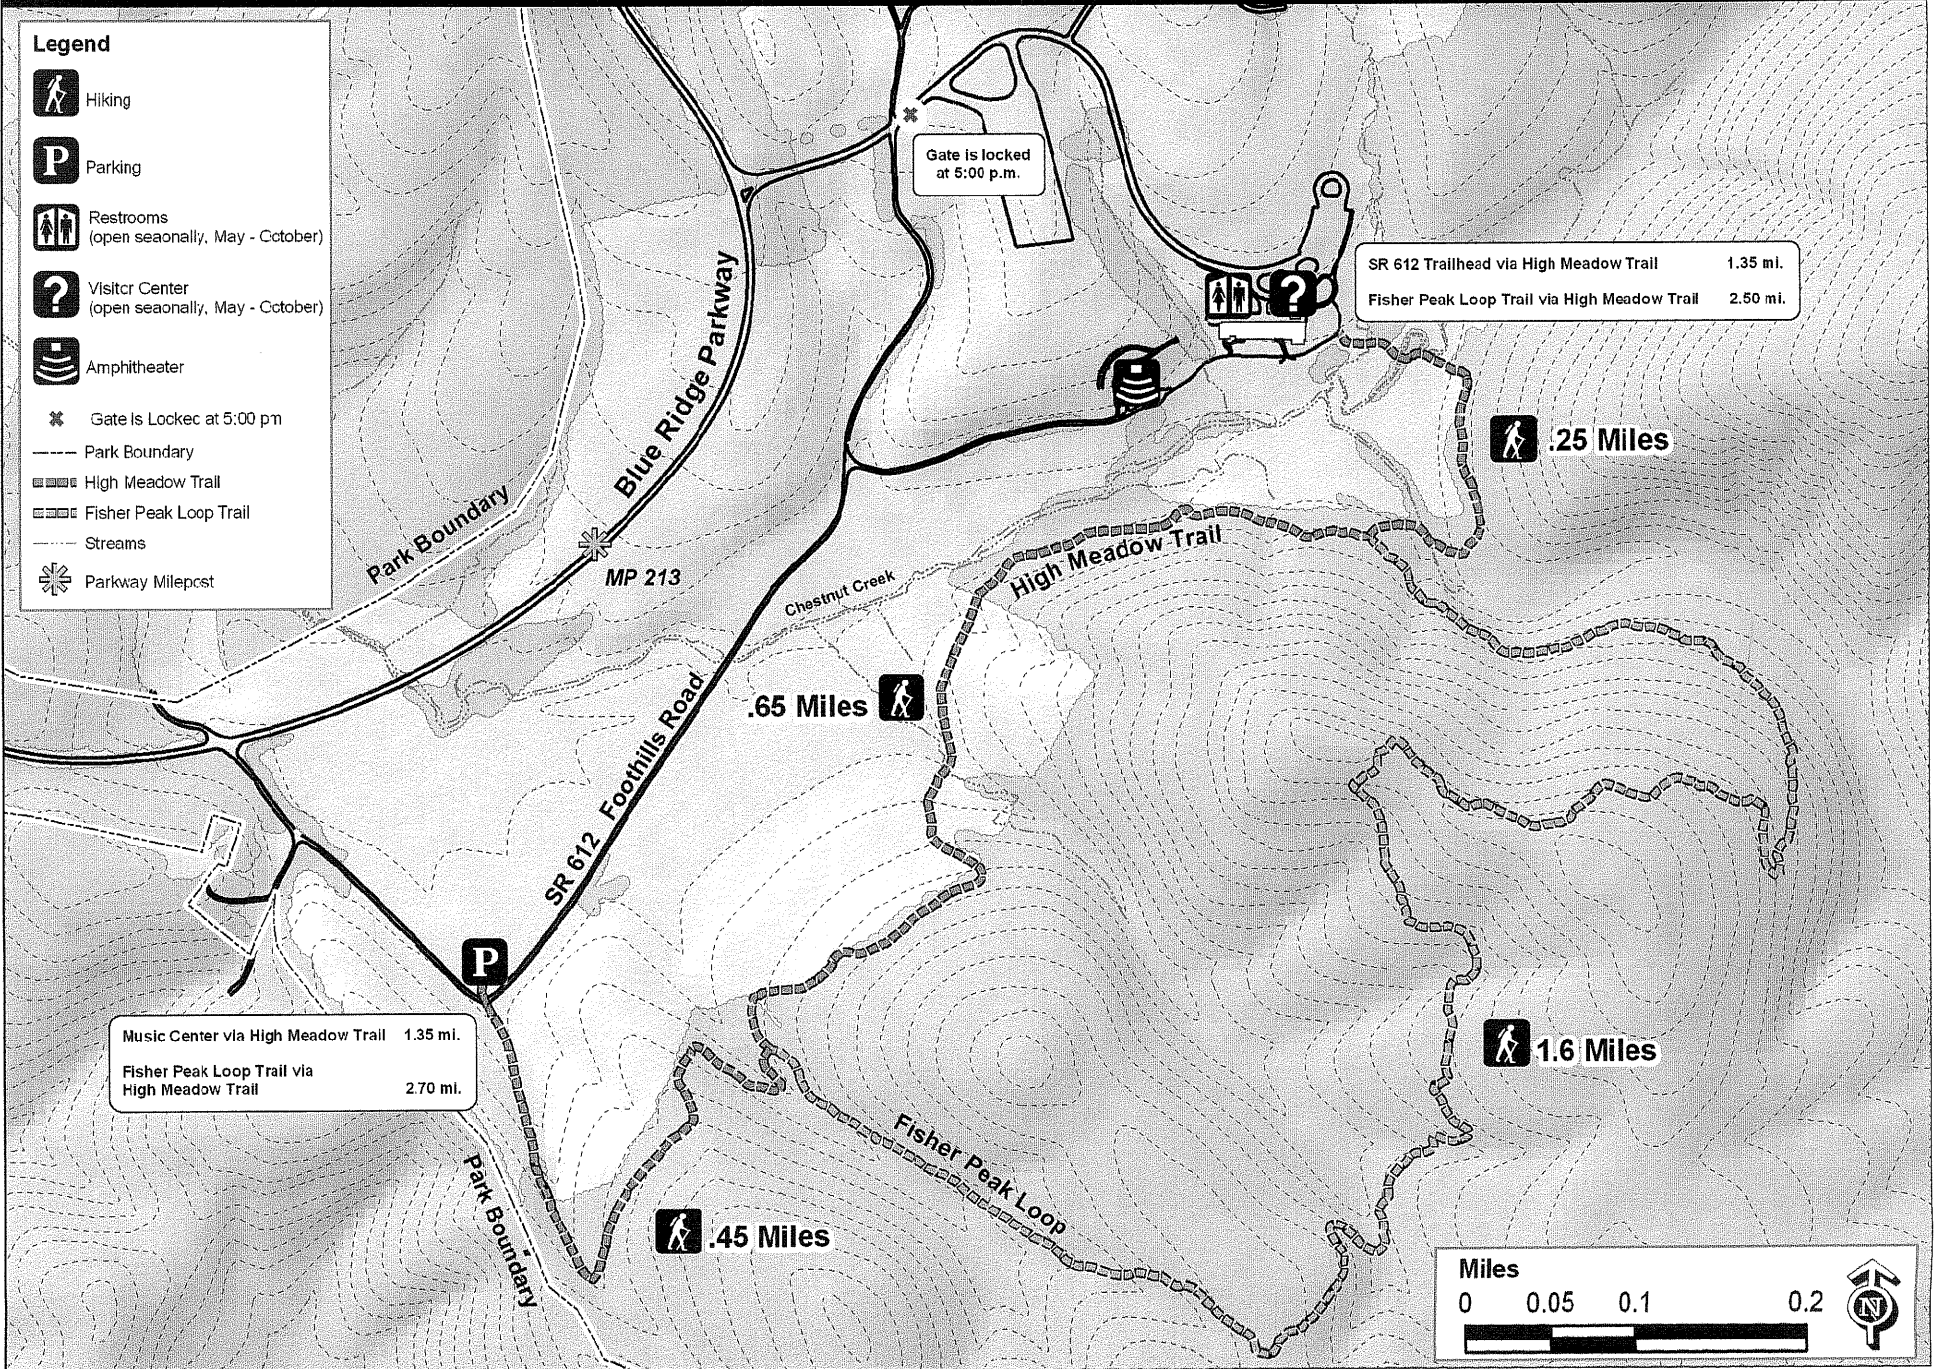 Legend
Hiking
P
Parking
Restrooms
(open seaonally, May - October)
?
Visitor Center
(open seaonally, May - October)
Amphitheater
Gate is Locked at 5:00 pm
Park Boundary
High Meadow Trail
Fisher Peak Loop Trail
Streams
Parkway Milepost
Gate is locked
at 5:00 p.m.
Blue Ridge Parkway
?
SR 612 Trailhead via High Meadow Trail 1.35 mi.
Fisher Peak Loop Trail via High Meadow Trail 2.50 mi.
.25 Miles
Park Boundary
MP 213
High Meadow Trail
Chestnut Creek
.65 Miles
SR 612 Foothills Road
P
Music Center via High Meadow Trail 1.35 mi.
Fisher Peak Loop Trail via
High Meadow Trail 2.70 mi.
1.6 Miles
Fisher Peak Loop
Park Boundary
.45 Miles
Miles
0 0.05 0.1 0.2
N